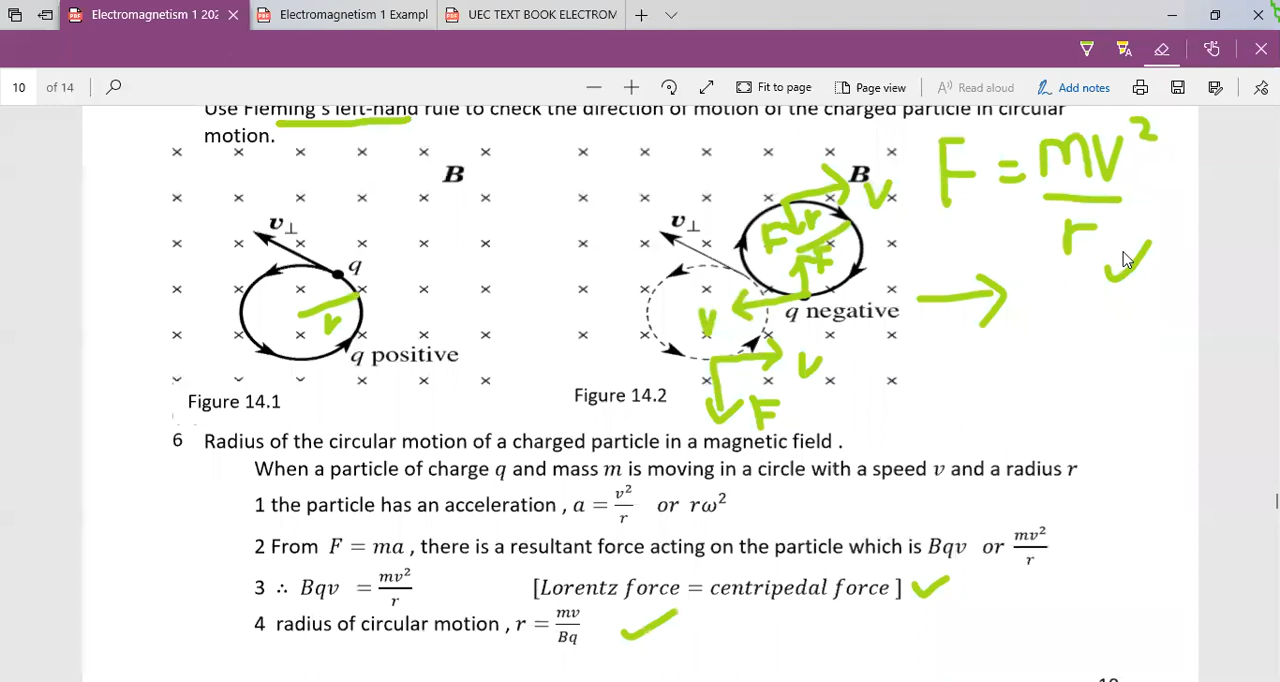 Electromagnetism 1 202
Electromagnetism 1 Exampl
UEC TEXT BOOK ELECTROM
10 of 14
Fit to page
Page view
Read aloud
Add notes
Use Fleming's left-hand rule to check the direction of motion of the charged particle in circular
motion.
B
v⊥
q
r
q positive
Figure 14.1
B
v⊥
V
F
r
F
V
q negative
V
F
Figure 14.2
F = mv²/r
6 Radius of the circular motion of a charged particle in a magnetic field .
When a particle of charge q and mass m is moving in a circle with a speed v and a radius r
1 the particle has an acceleration , a = v²/r or rω²
2 From F = ma , there is a resultant force acting on the particle which is Bqv or mv²/r
3 ∴ Bqv = mv²/r [Lorentz force = centripedal force ]
4 radius of circular motion , r = mv/Bq